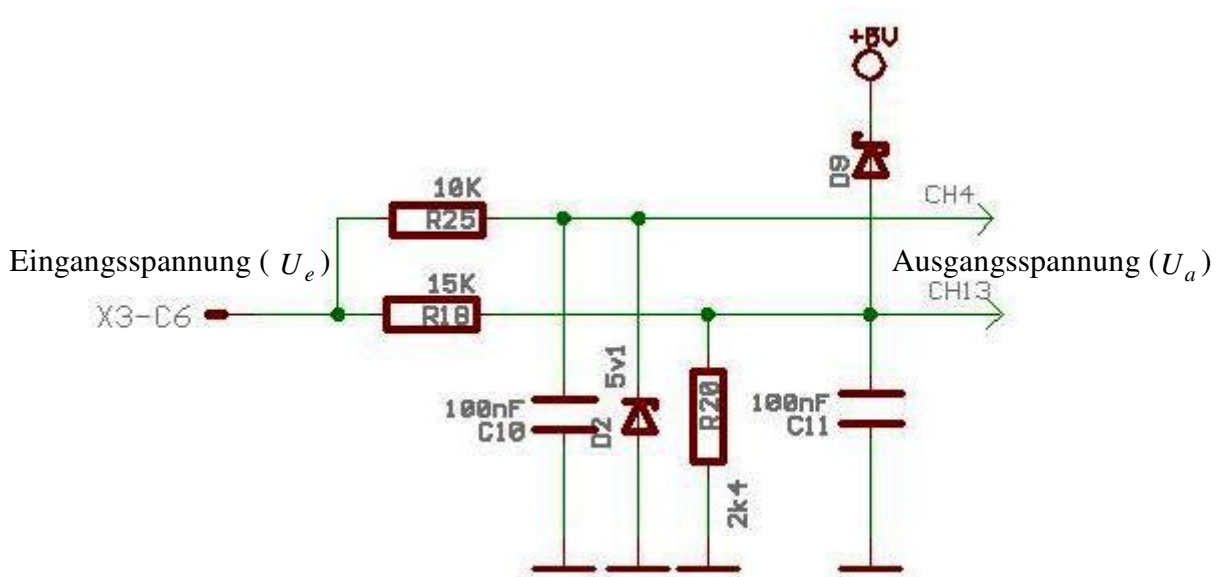 +5V
D9
10K
R25
CH4
Eingangsspannung ( U_e )
Ausgangsspannung (U_a)
15K
CH13
X3-C6
R18
5v1
100nF
C10
D2
R20
100nF
C11
2k4